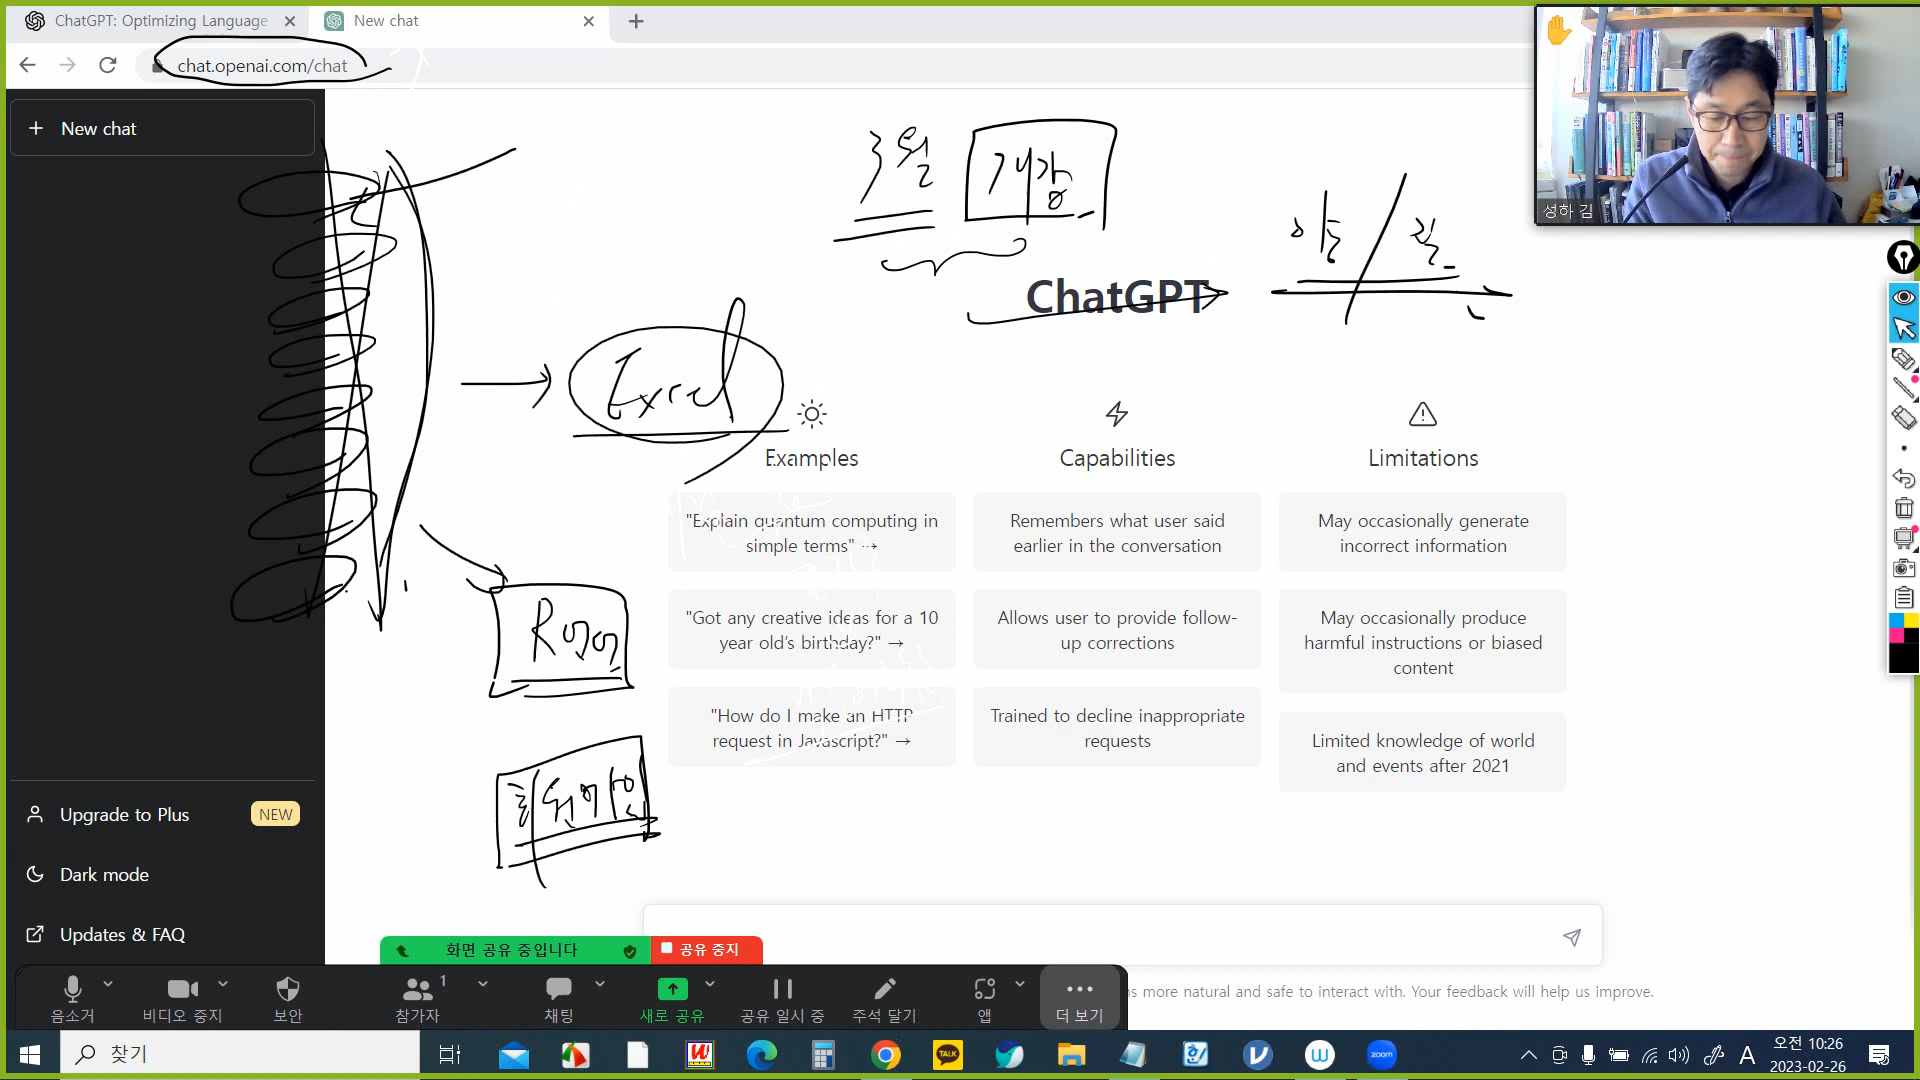 ChatGPT: Optimizing Language
New chat
chat.openai.com/chat
성하 김
New chat
3월
개강
ChatGPT
Excel
Examples
Capabilities
Limitations
"Explain quantum computing in
simple terms" →
Remembers what user said
earlier in the conversation
May occasionally generate
incorrect information
"Got any creative ideas for a 10
year old's birthday?" →
Allows user to provide follow-
up corrections
May occasionally produce
harmful instructions or biased
content
"How do I make an HTTP
request in Javascript?" →
Trained to decline inappropriate
requests
Limited knowledge of world
and events after 2021
Upgrade to Plus
NEW
Dark mode
Updates & FAQ
화면 공유 중입니다
공유 중지
1
음소거
비디오 중지
보안
참가자
채팅
새로 공유
공유 일시 중
주석 달기
앱
더 보기
ns more natural and safe to interact with. Your feedback will help us improve.
찾기
TALK
zoom
A
오전 10:26
2023-02-26